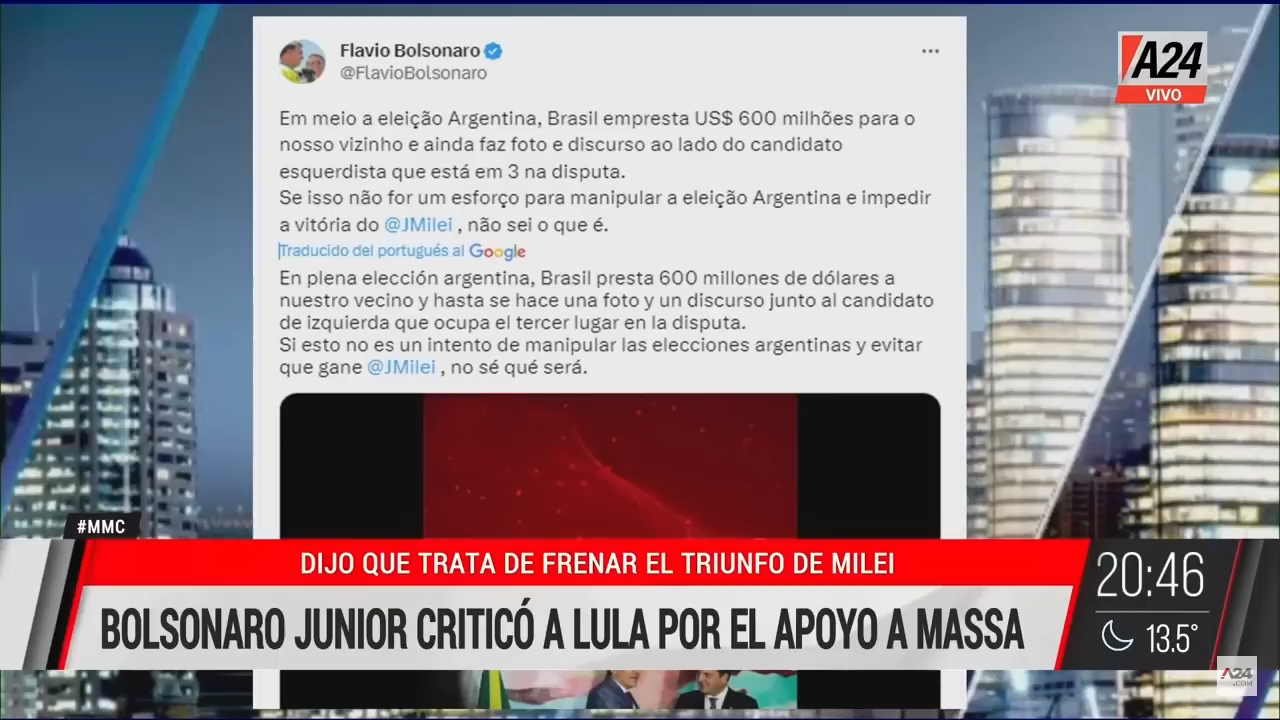 Flavio Bolsonaro
@FlavioBolsonaro
A24
VIVO
Em meio a eleição Argentina, Brasil empresta US$ 600 milhões para o
nosso vizinho e ainda faz foto e discurso ao lado do candidato
esquerdista que está em 3 na disputa.
Se isso não for um esforço para manipular a eleição Argentina e impedir
a vitória do @JMilei , não sei o que é.
Traducido del portugués al Google
En plena elección argentina, Brasil presta 600 millones de dólares a
nuestro vecino y hasta se hace una foto y un discurso junto al candidato
de izquierda que ocupa el tercer lugar en la disputa.
Si esto no es un intento de manipular las elecciones argentinas y evitar
que gane @JMilei , no sé qué será.
#MMC
DIJO QUE TRATA DE FRENAR EL TRIUNFO DE MILEI
BOLSONARO JUNIOR CRITICÓ A LULA POR EL APOYO A MASSA
20:46
13.5°
A24
.COM